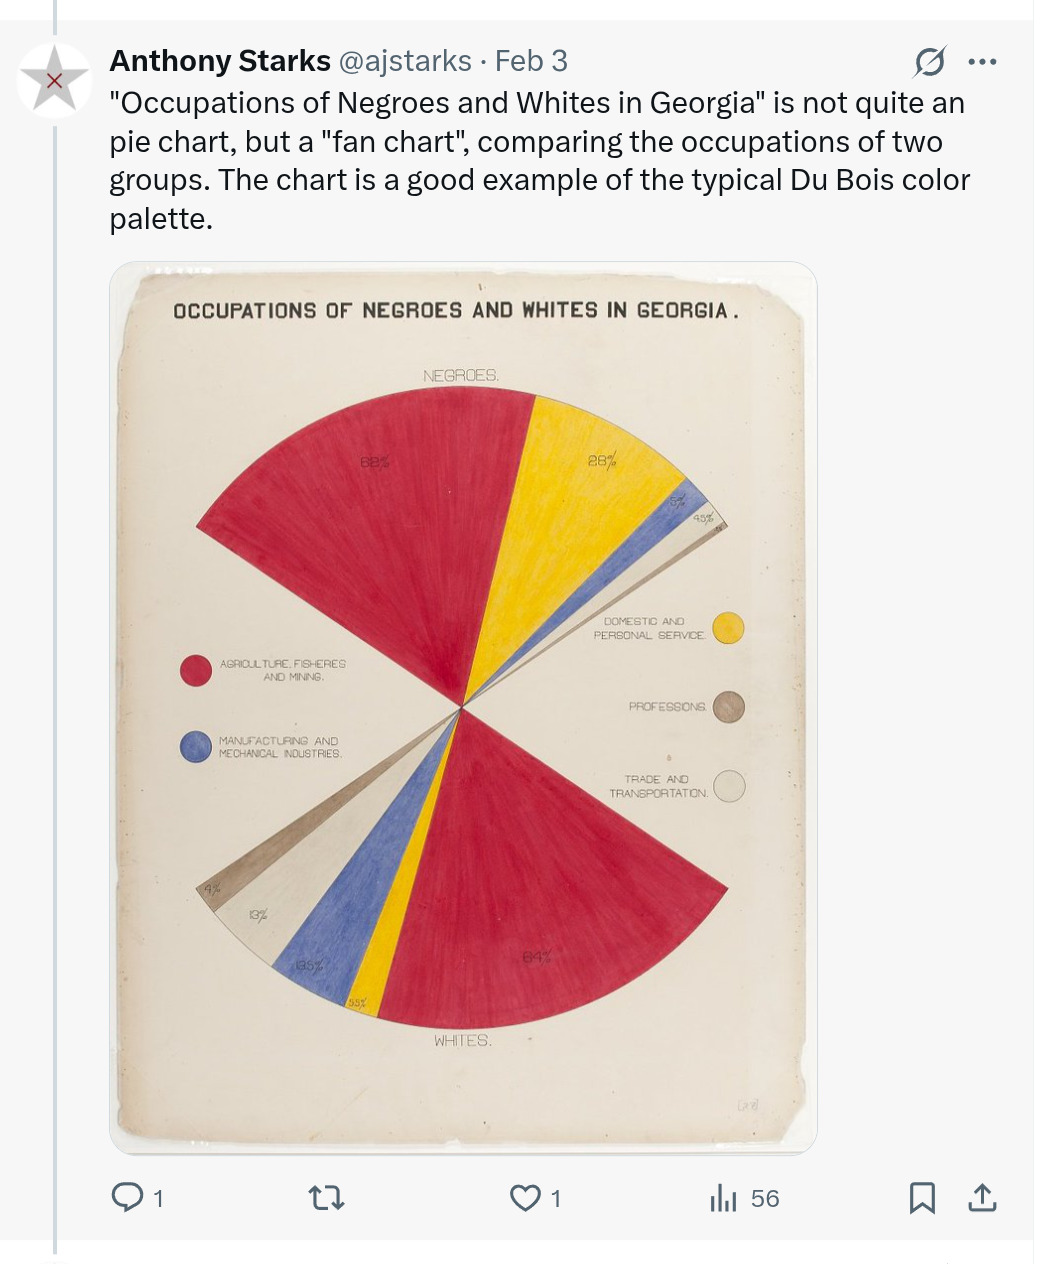 Anthony Starks @ajstarks · Feb 3
"Occupations of Negroes and Whites in Georgia" is not quite an
pie chart, but a "fan chart", comparing the occupations of two
groups. The chart is a good example of the typical Du Bois color
palette.
OCCUPATIONS OF NEGROES AND WHITES IN GEORGIA.
NEGROES.
62%
28%
5%
4.5%
DOMESTIC AND
PERSONAL SERVICE.
AGRICULTURE, FISHERIES
AND MINING.
PROFESSIONS.
MANUFACTURING AND
MECHANICAL INDUSTRIES.
TRADE AND
TRANSPORTATION.
4%
13%
13.5%
5.5%
64%
WHITES.
1
1
56